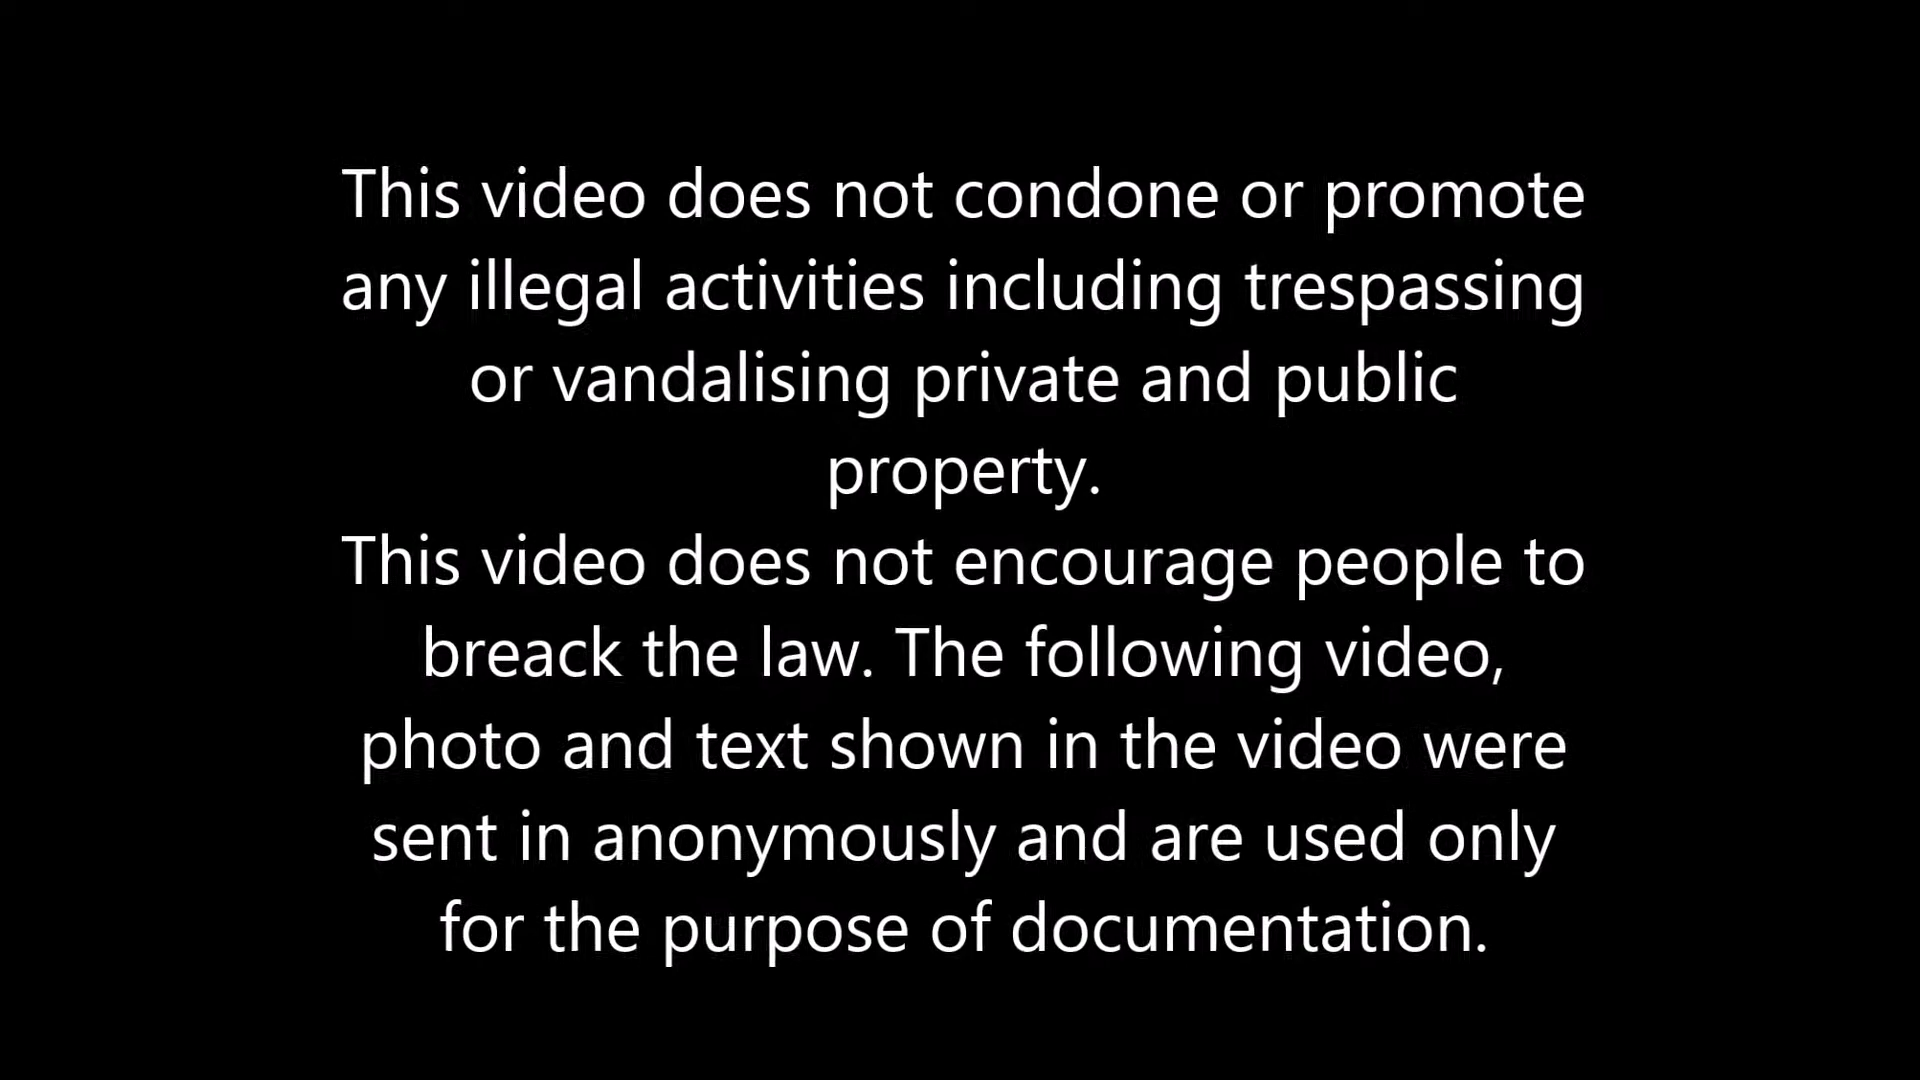 This video does not condone or promote
any illegal activities including trespassing
or vandalising private and public
property.
This video does not encourage people to
breack the law. The following video,
photo and text shown in the video were
sent in anonymously and are used only
for the purpose of documentation.